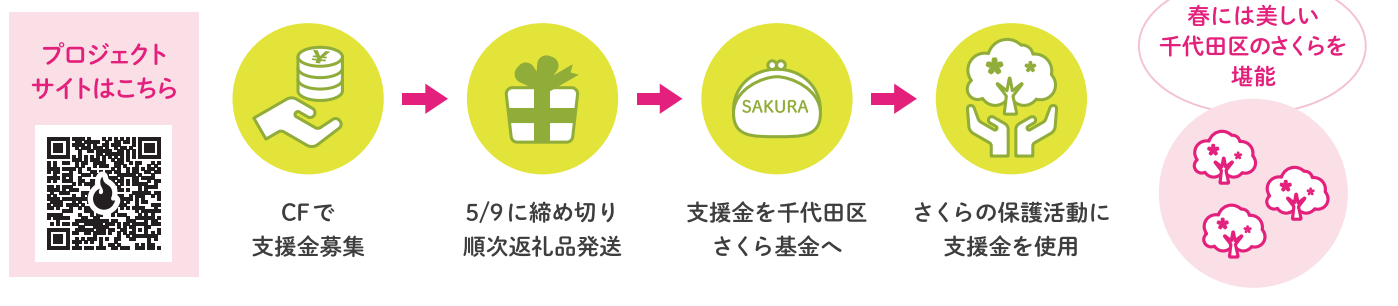 プロジェクト
サイトはこちら
¥
CFで
支援金募集
5/9に締め切り
順次返礼品発送
SAKURA
支援金を千代田区
さくら基金へ
さくらの保護活動に
支援金を使用
春には美しい
千代田区のさくらを
堪能